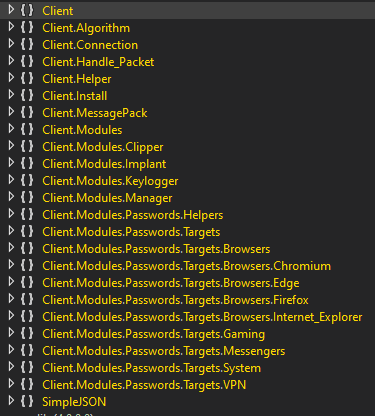 { } Client
{ } Client.Algorithm
{ } Client.Connection
{ } Client.Handle_Packet
{ } Client.Helper
{ } Client.Install
{ } Client.MessagePack
{ } Client.Modules
{ } Client.Modules.Clipper
{ } Client.Modules.Implant
{ } Client.Modules.Keylogger
{ } Client.Modules.Manager
{ } Client.Modules.Passwords.Helpers
{ } Client.Modules.Passwords.Targets
{ } Client.Modules.Passwords.Targets.Browsers
{ } Client.Modules.Passwords.Targets.Browsers.Chromium
{ } Client.Modules.Passwords.Targets.Browsers.Edge
{ } Client.Modules.Passwords.Targets.Browsers.Firefox
{ } Client.Modules.Passwords.Targets.Browsers.Internet_Explorer
{ } Client.Modules.Passwords.Targets.Gaming
{ } Client.Modules.Passwords.Targets.Messengers
{ } Client.Modules.Passwords.Targets.System
{ } Client.Modules.Passwords.Targets.VPN
{ } SimpleJSON